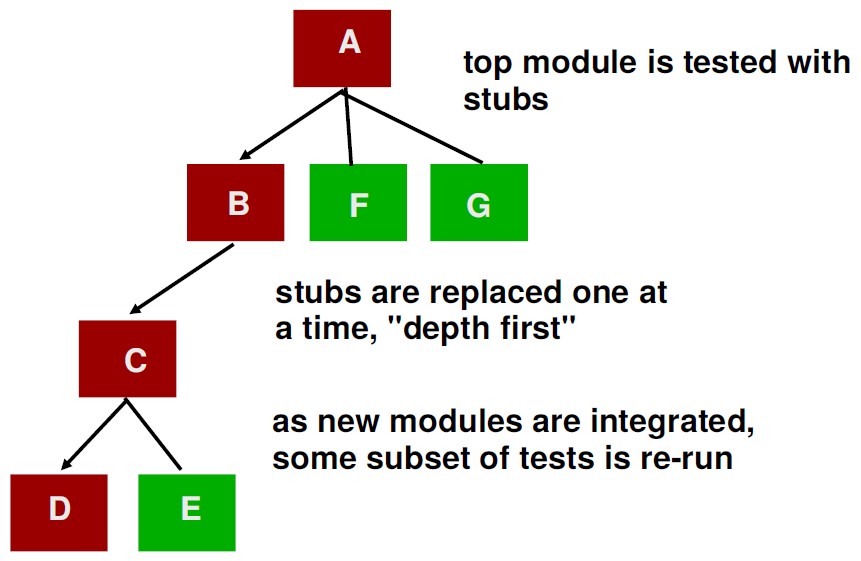 A
top module is tested with
stubs
B
F
G
stubs are replaced one at
a time, "depth first"
C
as new modules are integrated,
some subset of tests is re-run
D
E